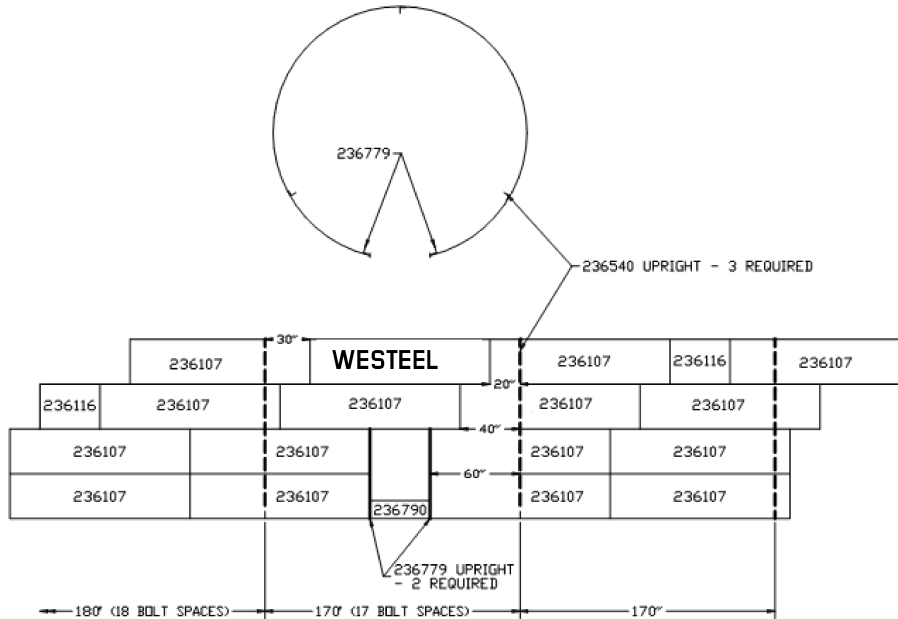 236779
236540 UPRIGHT - 3 REQUIRED
30"
236107 WESTEEL 236107 236116 236107
20"
236116 236107 236107 236107 236107
40"
236107 236107 236107 236107
60"
236107 236107 236107 236107
236790
236779 UPRIGHT
- 2 REQUIRED
180" (18 BOLT SPACES) 170" (17 BOLT SPACES) 170"